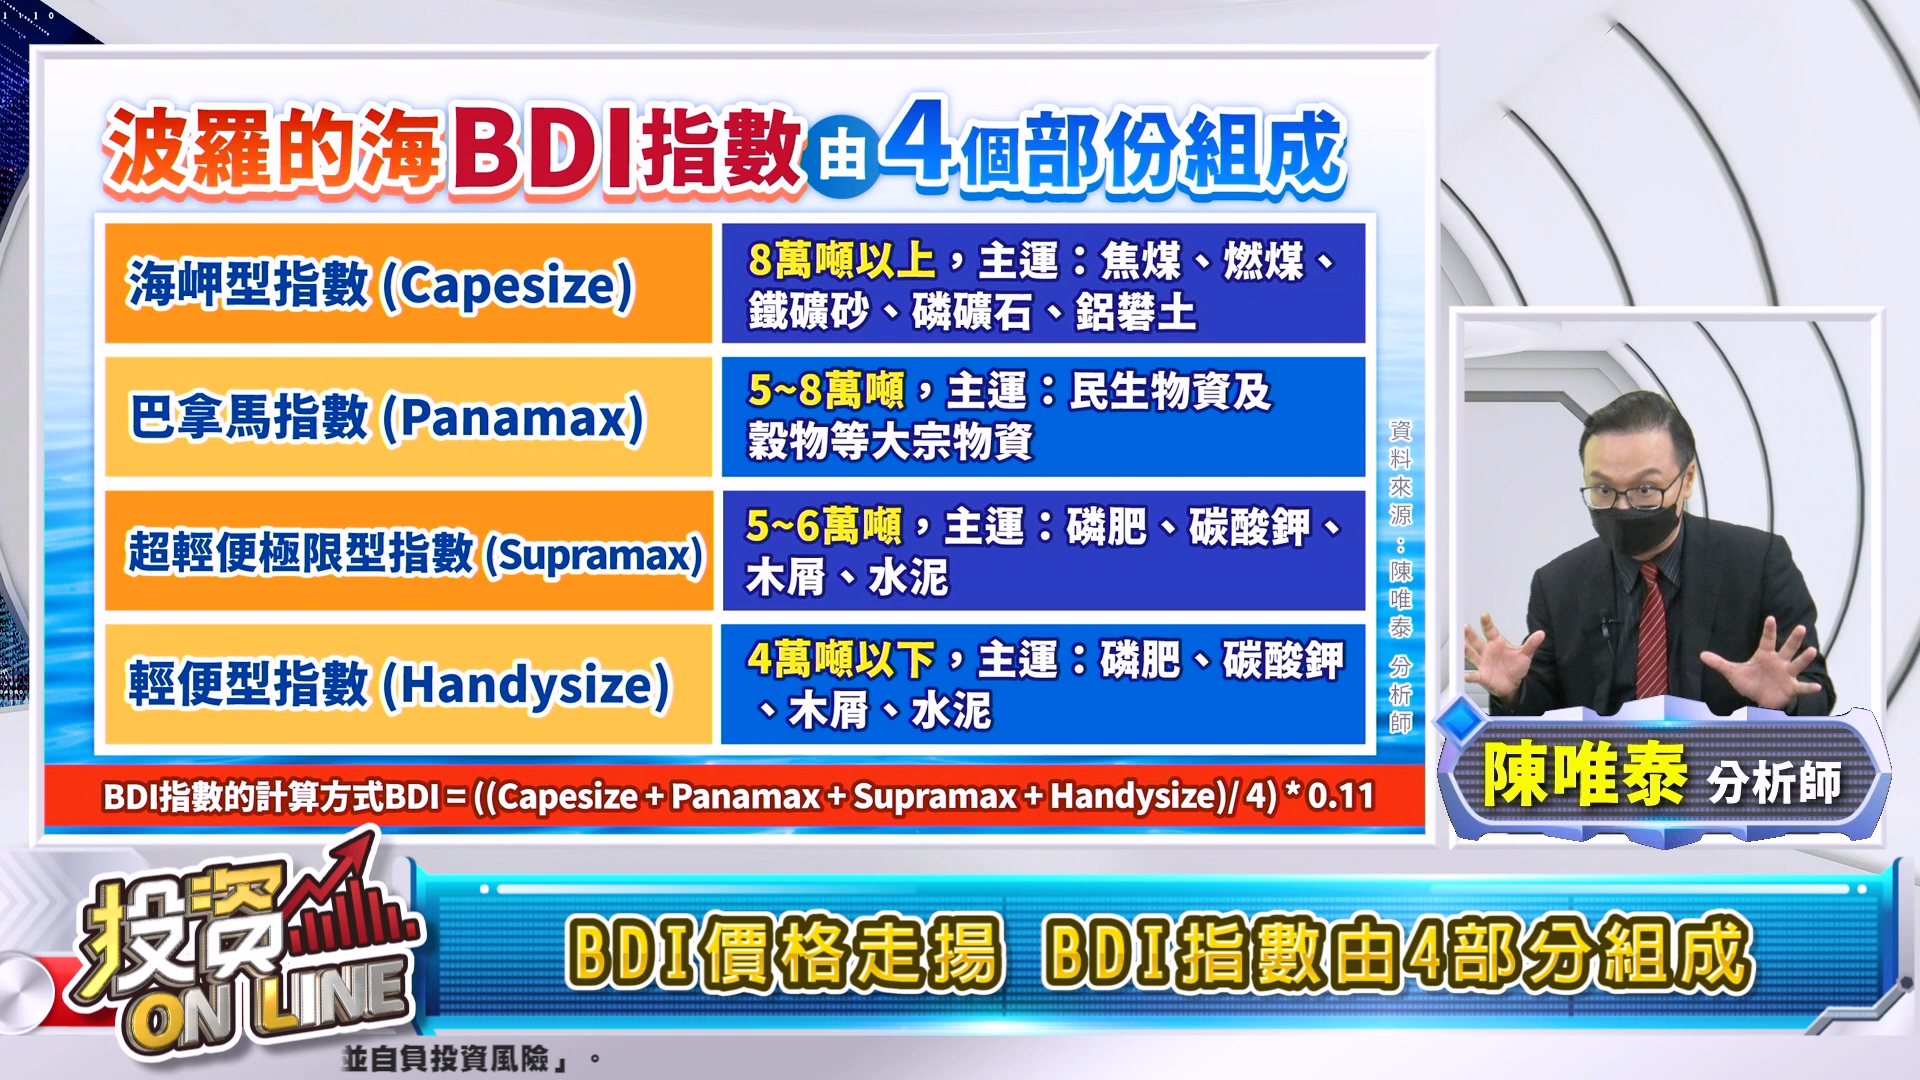 波羅的海BDI指數由4個部份組成
海岬型指數 (Capesize)
8萬噸以上，主運：焦煤、燃煤、
鐵礦砂、磷礦石、鋁礬土
巴拿馬指數 (Panamax)
5~8萬噸，主運：民生物資及
穀物等大宗物資
超輕便極限型指數 (Supramax)
5~6萬噸，主運：磷肥、碳酸鉀、
木屑、水泥
輕便型指數 (Handysize)
4萬噸以下，主運：磷肥、碳酸鉀
、木屑、水泥
資料來源：陳唯泰 分析師
BDI指數的計算方式BDI = ((Capesize + Panamax + Supramax + Handysize)/ 4) * 0.11
陳唯泰 分析師
投資
ON LINE
BDI價格走揚 BDI指數由4部分組成
並自負投資風險」。